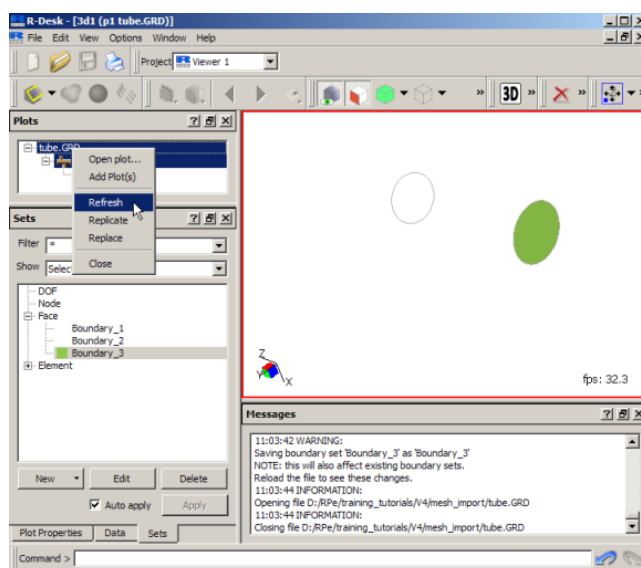 R-Desk - [3d1 (p1 tube.GRD)]
File Edit View Options Window Help
Project Viewer 1
» 3D » » »
Plots
tube.GRD
Open plot...
Add Plot(s)
Refresh
Replicate
Replace
Close
Sets
Filter *
Show Selec
DOF
Node
Face
Boundary_1
Boundary_2
Boundary_3
Element
New Edit Delete
Auto apply Apply
Plot Properties Data Sets
Z
Y
X
fps: 32.3
Messages
11:03:42 WARNING:
Saving boundary set 'Boundary_3' as 'Boundary_3'
NOTE: this will also affect existing boundary sets.
Reload the file to see these changes.
11:03:44 INFORMATION:
Opening file D:/RPe/training_tutorials/V4/mesh_import/tube.GRD
11:03:44 INFORMATION:
Closing file D:/RPe/training_tutorials/V4/mesh_import/tube.GRD
Command >